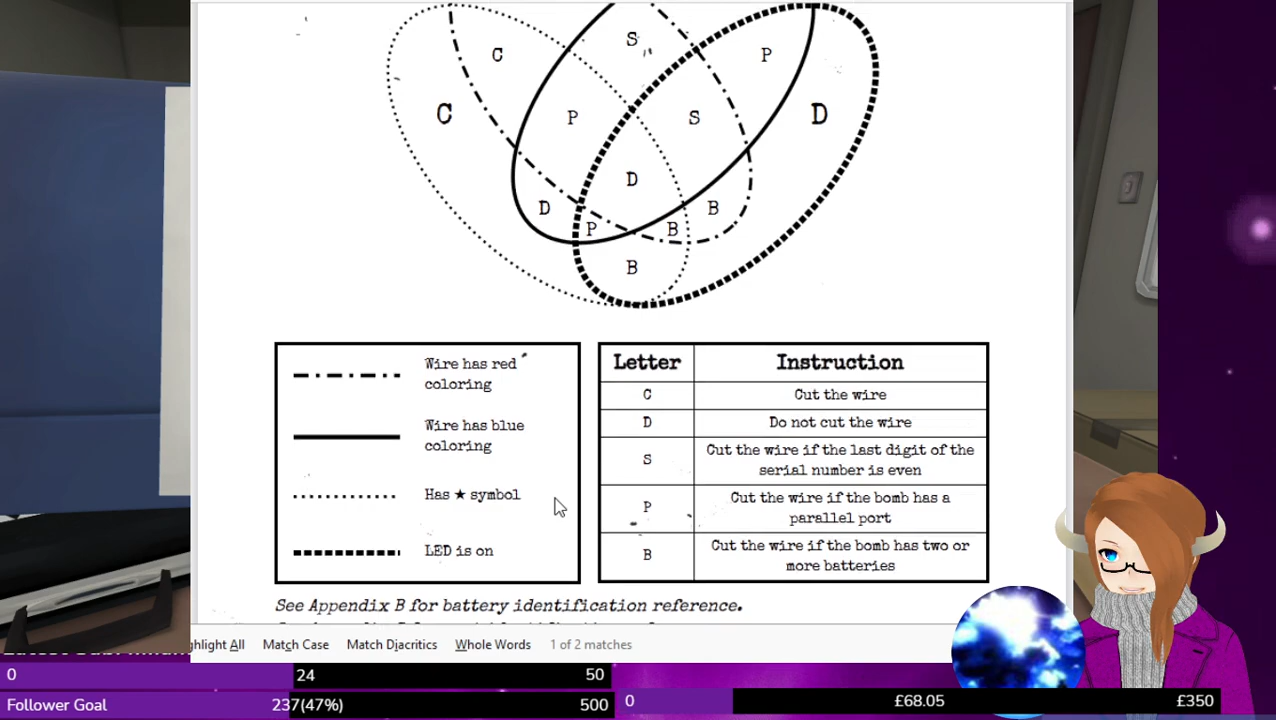 S
C
P
C
P
S
D
D
D
B
P
B
B
Wire has red
coloring
Wire has blue
coloring
Has ★ symbol
LED is on
Letter Instruction
C Cut the wire
D Do not cut the wire
S Cut the wire if the last digit of the
serial number is even
P Cut the wire if the bomb has a
parallel port
B Cut the wire if the bomb has two or
more batteries
See Appendix B for battery identification reference.
ghlight All Match Case Match Diacritics Whole Words 1 of 2 matches
0 24 50
Follower Goal 237(47%) 500
0 £68.05 £350